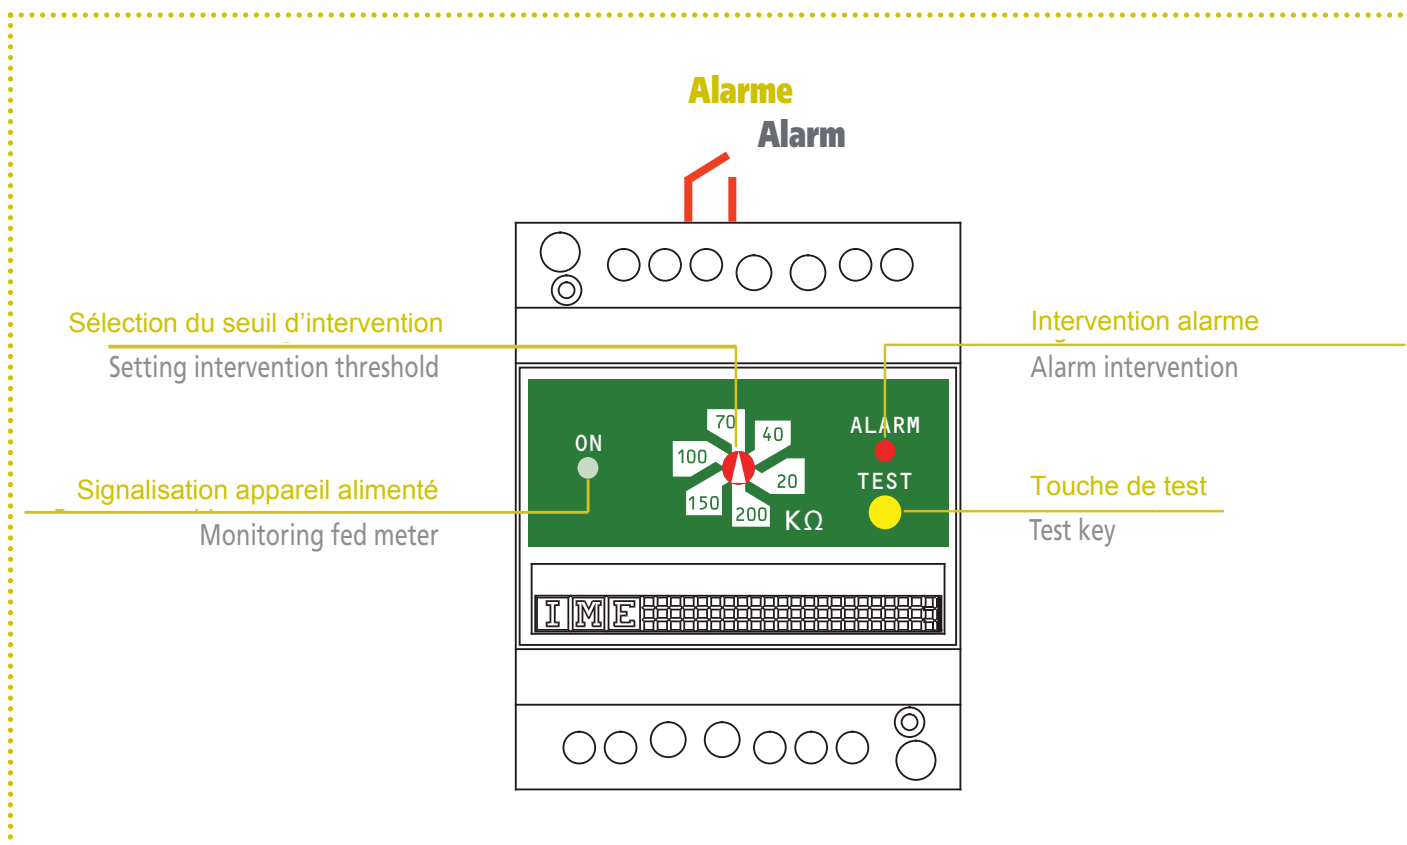 Alarme
Alarm
Sélection du seuil d’intervention
Setting intervention threshold
Intervention alarme
Alarm intervention
ON
70
40
100
20
150
200
KΩ
ALARM
TEST
Signalisation appareil alimenté
Monitoring fed meter
Touche de test
Test key
IME